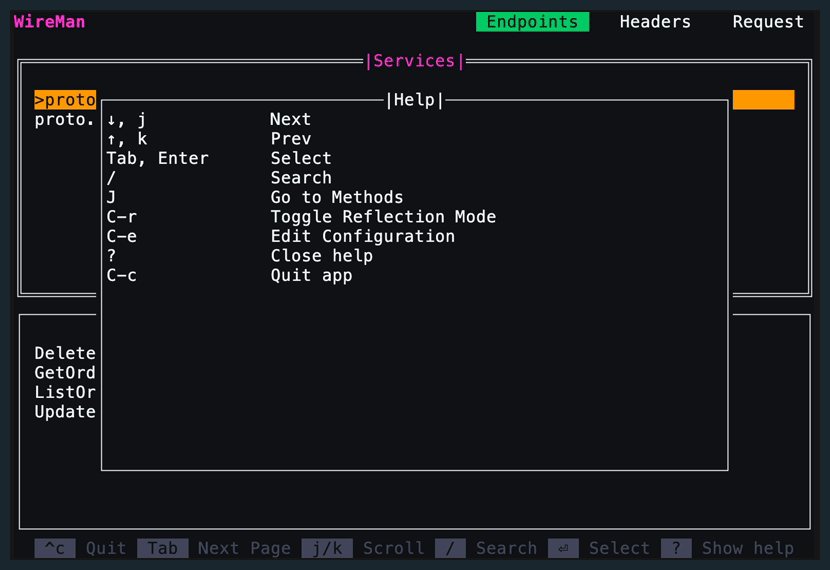 WireMan Endpoints Headers Request
|Services|
>proto |Help|
proto. ↓, j Next
↑, k Prev
Tab, Enter Select
/ Search
J Go to Methods
C-r Toggle Reflection Mode
C-e Edit Configuration
? Close help
C-c Quit app
Delete
GetOrd
ListOr
Update
^c Quit Tab Next Page j/k Scroll / Search ⏎ Select ? Show help